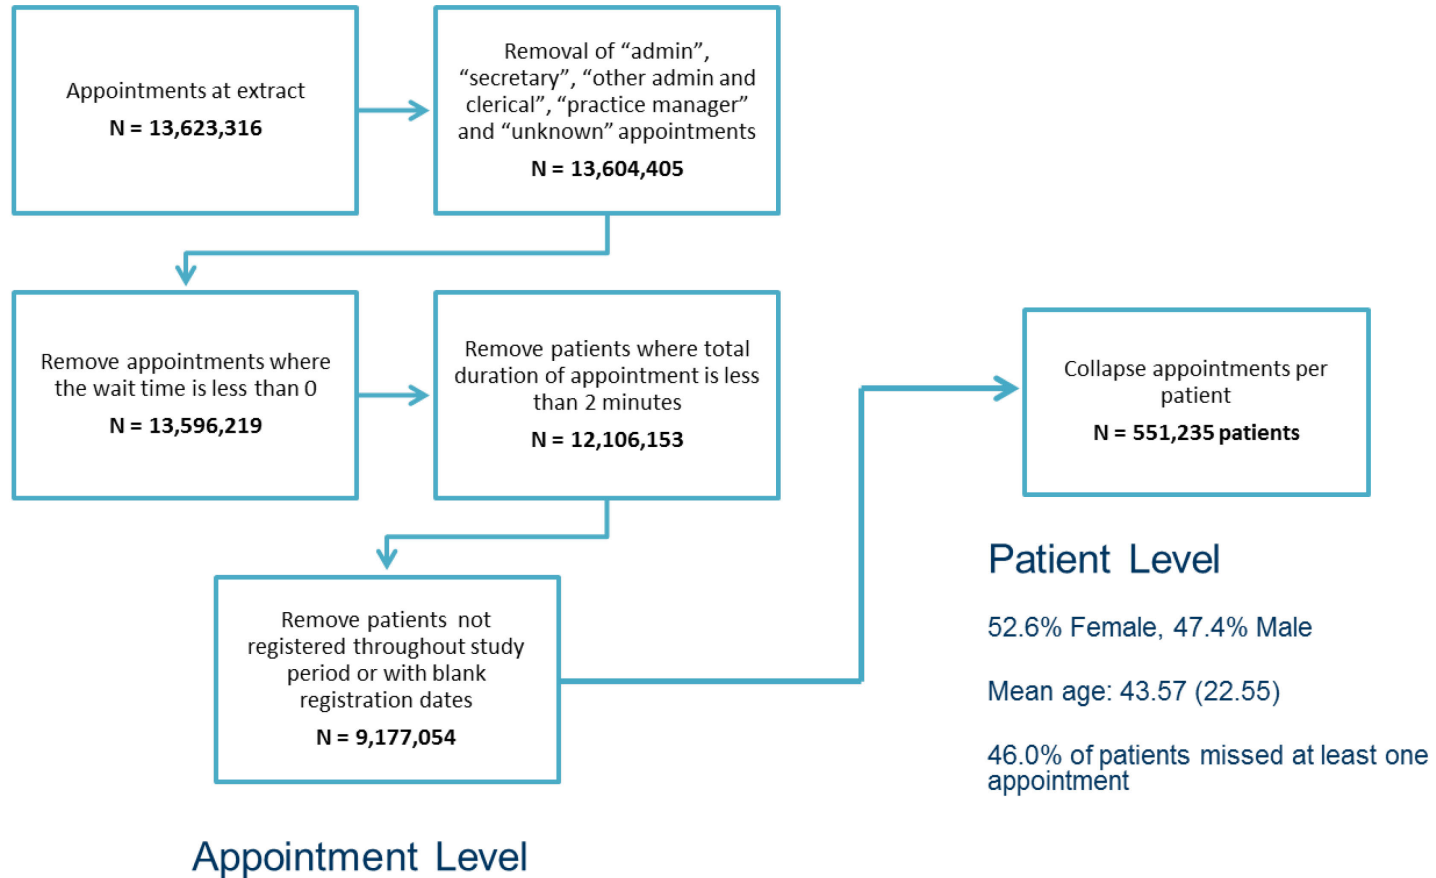 Appointments at extract
N = 13,623,316
Removal of “admin”,
“secretary”, “other admin and
clerical”, “practice manager”
and “unknown” appointments
N = 13,604,405
Remove appointments where
the wait time is less than 0
N = 13,596,219
Remove patients where total
duration of appointment is less
than 2 minutes
N = 12,106,153
Remove patients not
registered throughout study
period or with blank
registration dates
N = 9,177,054
Appointment Level
Collapse appointments per
patient
N = 551,235 patients
Patient Level
52.6% Female, 47.4% Male
Mean age: 43.57 (22.55)
46.0% of patients missed at least one
appointment